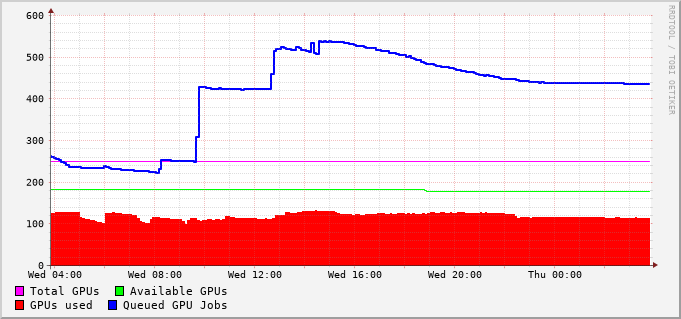 600
500
400
300
200
100
0
Wed 04:00 Wed 08:00 Wed 12:00 Wed 16:00 Wed 20:00 Thu 00:00
Total GPUs Available GPUs
GPUs used Queued GPU Jobs
RRDTOOL / TOBI OETIKER